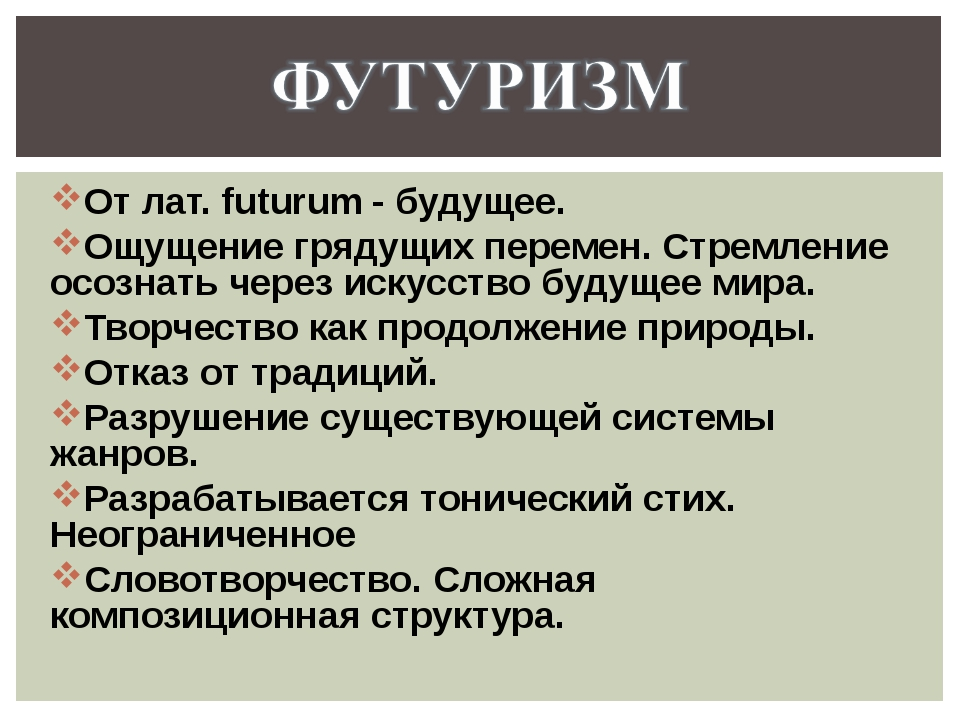 ФУТУРИЗМ
От лат. futurum - будущее.
Ощущение грядущих перемен. Стремление
осознать через искусство будущее мира.
Творчество как продолжение природы.
Отказ от традиций.
Разрушение существующей системы
жанров.
Разрабатывается тонический стих.
Неограниченное
Словотворчество. Сложная
композиционная структура.